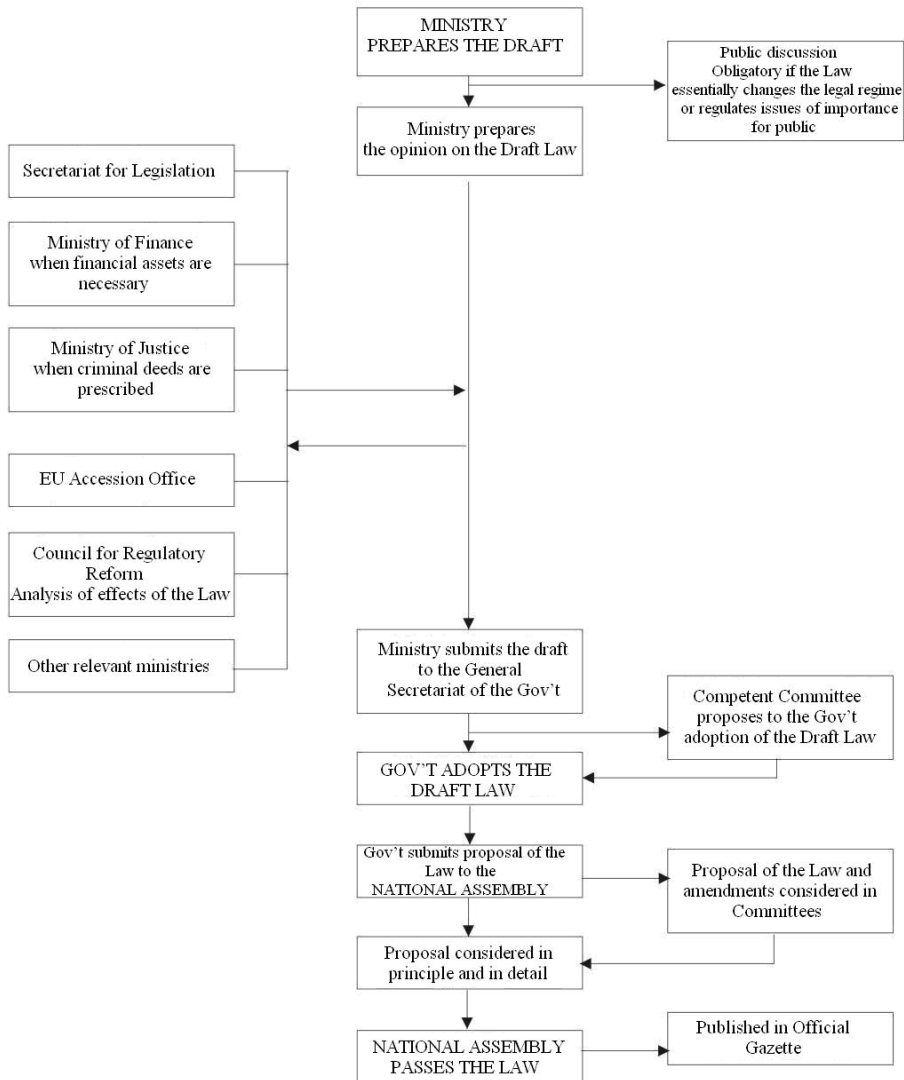 MINISTRY
PREPARES THE DRAFT
Public discussion
Obligatory if the Law
essentially changes the legal regime
or regulates issues of importance
for public
Ministry prepares
the opinion on the Draft Law
Secretariat for Legislation
Ministry of Finance
when financial assets are
necessary
Ministry of Justice
when criminal deeds are
prescribed
EU Accession Office
Council for Regulatory
Reform
Analysis of effects of the Law
Other relevant ministries
Ministry submits the draft
to the General
Secretariat of the Gov't
Competent Committee
proposes to the Gov't
adoption of the Draft Law
GOV'T ADOPTS THE
DRAFT LAW
Gov't submits proposal of the
Law to the
NATIONAL ASSEMBLY
Proposal of the Law and
amendments considered in
Committees
Proposal considered in
principle and in detail
NATIONAL ASSEMBLY
PASSES THE LAW
Published in Official
Gazette